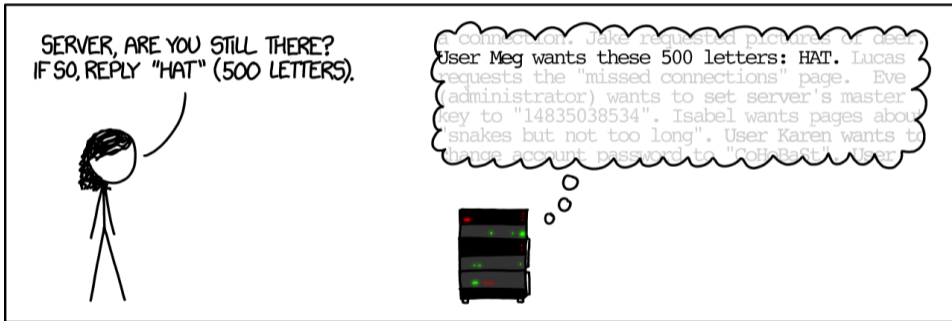 SERVER, ARE YOU STILL THERE?
IF SO, REPLY "HAT" (500 LETTERS).
a connection. Jake requested pictures of deer.
User Meg wants these 500 letters: HAT. Lucas
requests the "missed connections" page. Eve
(administrator) wants to set server's master
key to "14835038534". Isabel wants pages about
"snakes but not too long". User Karen wants to
change account password to "CoHoBaSt". User